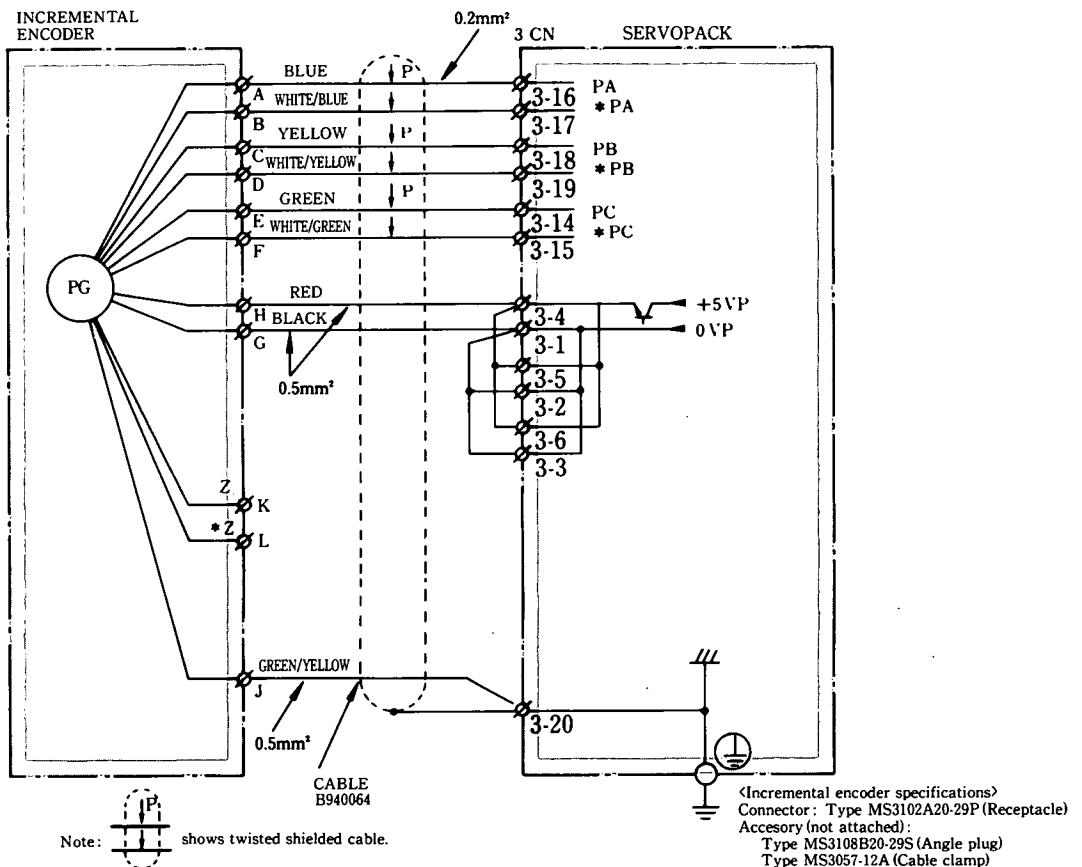 INCREMENTAL
ENCODER
0.2mm²
3 CN
SERVOPACK
BLUE
P
A
WHITE/BLUE
B
3-16
PA
3-17
*PA
YELLOW
P
C
WHITE/YELLOW
D
3-18
PB
3-19
*PB
GREEN
P
E
WHITE/GREEN
F
3-14
PC
3-15
*PC
PG
RED
H
BLACK
G
0.5mm²
3-4
+5VP
3-1
0VP
3-5
3-2
3-6
3-3
Z
K
*Z
L
GREEN/YELLOW
J
0.5mm²
3-20
CABLE
B940064
Note:
P
shows twisted shielded cable.
<Incremental encoder specifications>
Connector: Type MS3102A20-29P (Receptacle)
Accesory (not attached):
Type MS3108B20-29S (Angle plug)
Type MS3057-12A (Cable clamp)